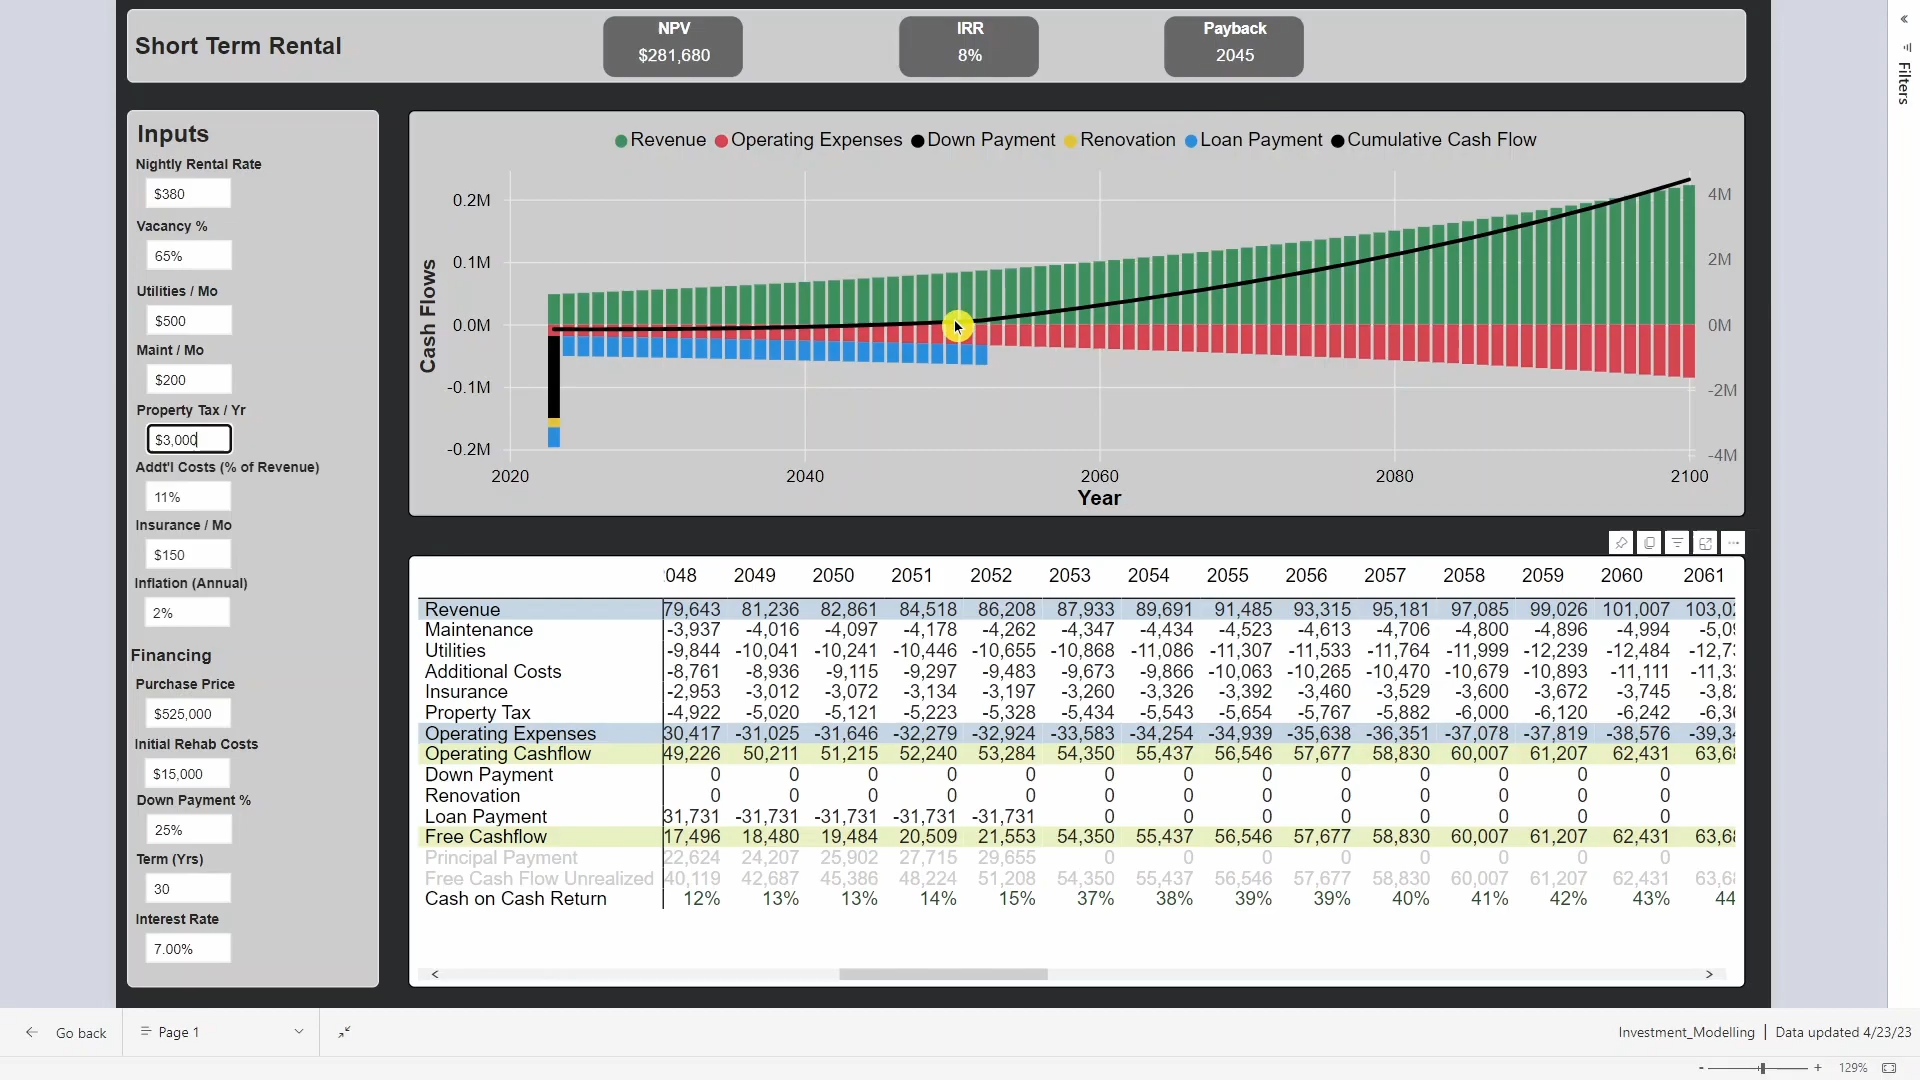 Short Term Rental
NPV
$281,680
IRR
8%
Payback
2045
Filters
Inputs
Nightly Rental Rate
$380
Vacancy %
65%
Utilities / Mo
$500
Maint / Mo
$200
Property Tax / Yr
$3,000
Addt'l Costs (% of Revenue)
11%
Insurance / Mo
$150
Inflation (Annual)
2%
Financing
Purchase Price
$525,000
Initial Rehab Costs
$15,000
Down Payment %
25%
Term (Yrs)
30
Interest Rate
7.00%
Revenue Operating Expenses Down Payment Renovation Loan Payment Cumulative Cash Flow
Cash Flows
0.2M
0.1M
0.0M
-0.1M
-0.2M
4M
2M
0M
-2M
-4M
2020 2040 2060 2080 2100
Year
048 2049 2050 2051 2052 2053 2054 2055 2056 2057 2058 2059 2060 2061
Revenue 79,643 81,236 82,861 84,518 86,208 87,933 89,691 91,485 93,315 95,181 97,085 99,026 101,007 103,0
Maintenance -3,937 -4,016 -4,097 -4,178 -4,262 -4,347 -4,434 -4,523 -4,613 -4,706 -4,800 -4,896 -4,994 -5,0
Utilities -9,844 -10,041 -10,241 -10,446 -10,655 -10,868 -11,086 -11,307 -11,533 -11,764 -11,999 -12,239 -12,484 -12,7
Additional Costs -8,761 -8,936 -9,115 -9,297 -9,483 -9,673 -9,866 -10,063 -10,265 -10,470 -10,679 -10,893 -11,111 -11,3
Insurance -2,953 -3,012 -3,072 -3,134 -3,197 -3,260 -3,326 -3,392 -3,460 -3,529 -3,600 -3,672 -3,745 -3,8
Property Tax -4,922 -5,020 -5,121 -5,223 -5,328 -5,434 -5,543 -5,654 -5,767 -5,882 -6,000 -6,120 -6,242 -6,3
Operating Expenses 30,417 -31,025 -31,646 -32,279 -32,924 -33,583 -34,254 -34,939 -35,638 -36,351 -37,078 -37,819 -38,576 -39,3
Operating Cashflow 49,226 50,211 51,215 52,240 53,284 54,350 55,437 56,546 57,677 58,830 60,007 61,207 62,431 63,6
Down Payment 0 0 0 0 0 0 0 0 0 0 0 0 0
Renovation 0 0 0 0 0 0 0 0 0 0 0 0 0
Loan Payment 31,731 -31,731 -31,731 -31,731 -31,731 0 0 0 0 0 0 0 0
Free Cashflow 17,496 18,480 19,484 20,509 21,553 54,350 55,437 56,546 57,677 58,830 60,007 61,207 62,431 63,6
Principal Payment 22,624 24,207 25,902 27,715 29,655 0 0 0 0 0 0 0 0
Free Cash Flow Unrealized 40,119 42,687 45,386 48,224 51,208 54,350 55,437 56,546 57,677 58,830 60,007 61,207 62,431 63,6
Cash on Cash Return 12% 13% 13% 14% 15% 37% 38% 39% 39% 40% 41% 42% 43% 44
Go back
Page 1
Investment_Modelling | Data updated 4/23/23
- + 129%